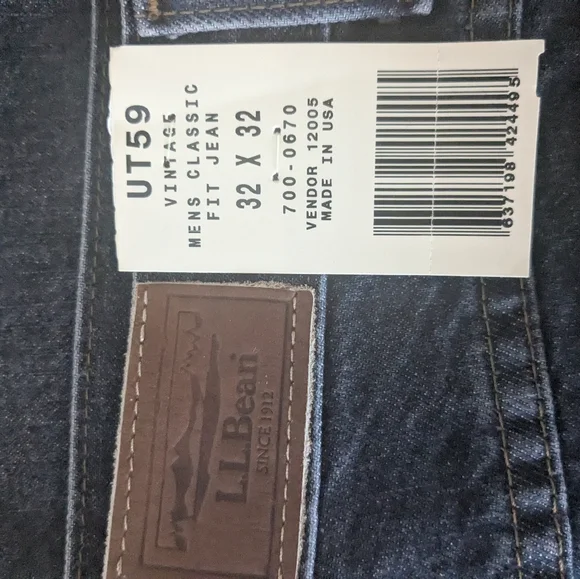 UT59
VINTAGE
MENS CLASSIC
FIT JEAN
32 X 32
700-0670
VENDOR 12005
MADE IN USA
637198 424495
L.L.Bean
SINCE 1912